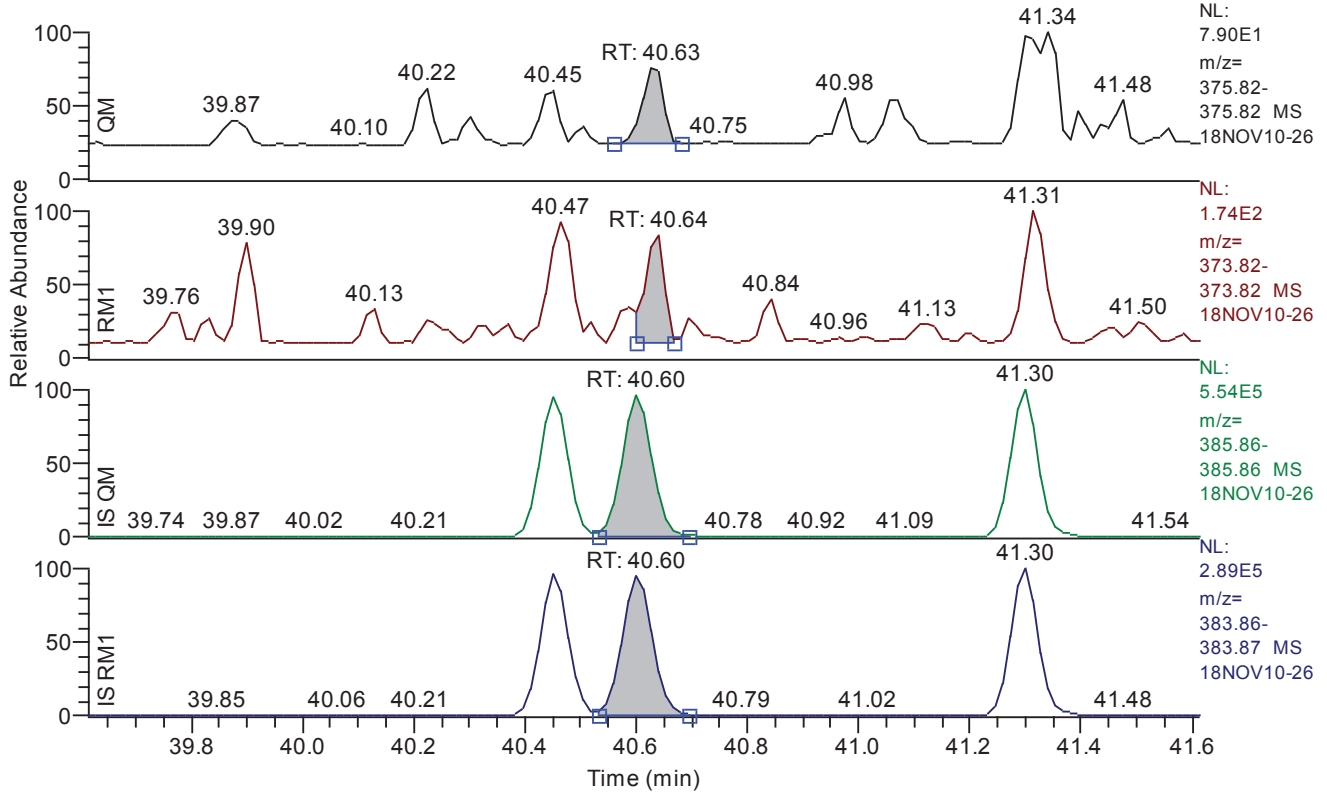 Relative Abundance
QM
100
50
0
39.87
40.10
40.22
40.45
RT: 40.63
40.75
40.98
41.34
41.48
NL:
7.90E1
m/z=
375.82-
375.82 MS
18NOV10-26
RM1
100
50
0
39.76
39.90
40.13
40.47
RT: 40.64
40.84
40.96
41.13
41.31
41.50
NL:
1.74E2
m/z=
373.82-
373.82 MS
18NOV10-26
IS QM
100
50
0
39.74
39.87
40.02
40.21
RT: 40.60
40.78
40.92
41.09
41.30
41.54
NL:
5.54E5
m/z=
385.86-
385.86 MS
18NOV10-26
IS RM1
100
50
0
39.85
40.06
40.21
RT: 40.60
40.79
41.02
41.30
41.48
NL:
2.89E5
m/z=
383.86-
383.87 MS
18NOV10-26
39.8 40.0 40.2 40.4 40.6 40.8 41.0 41.2 41.4 41.6
Time (min)